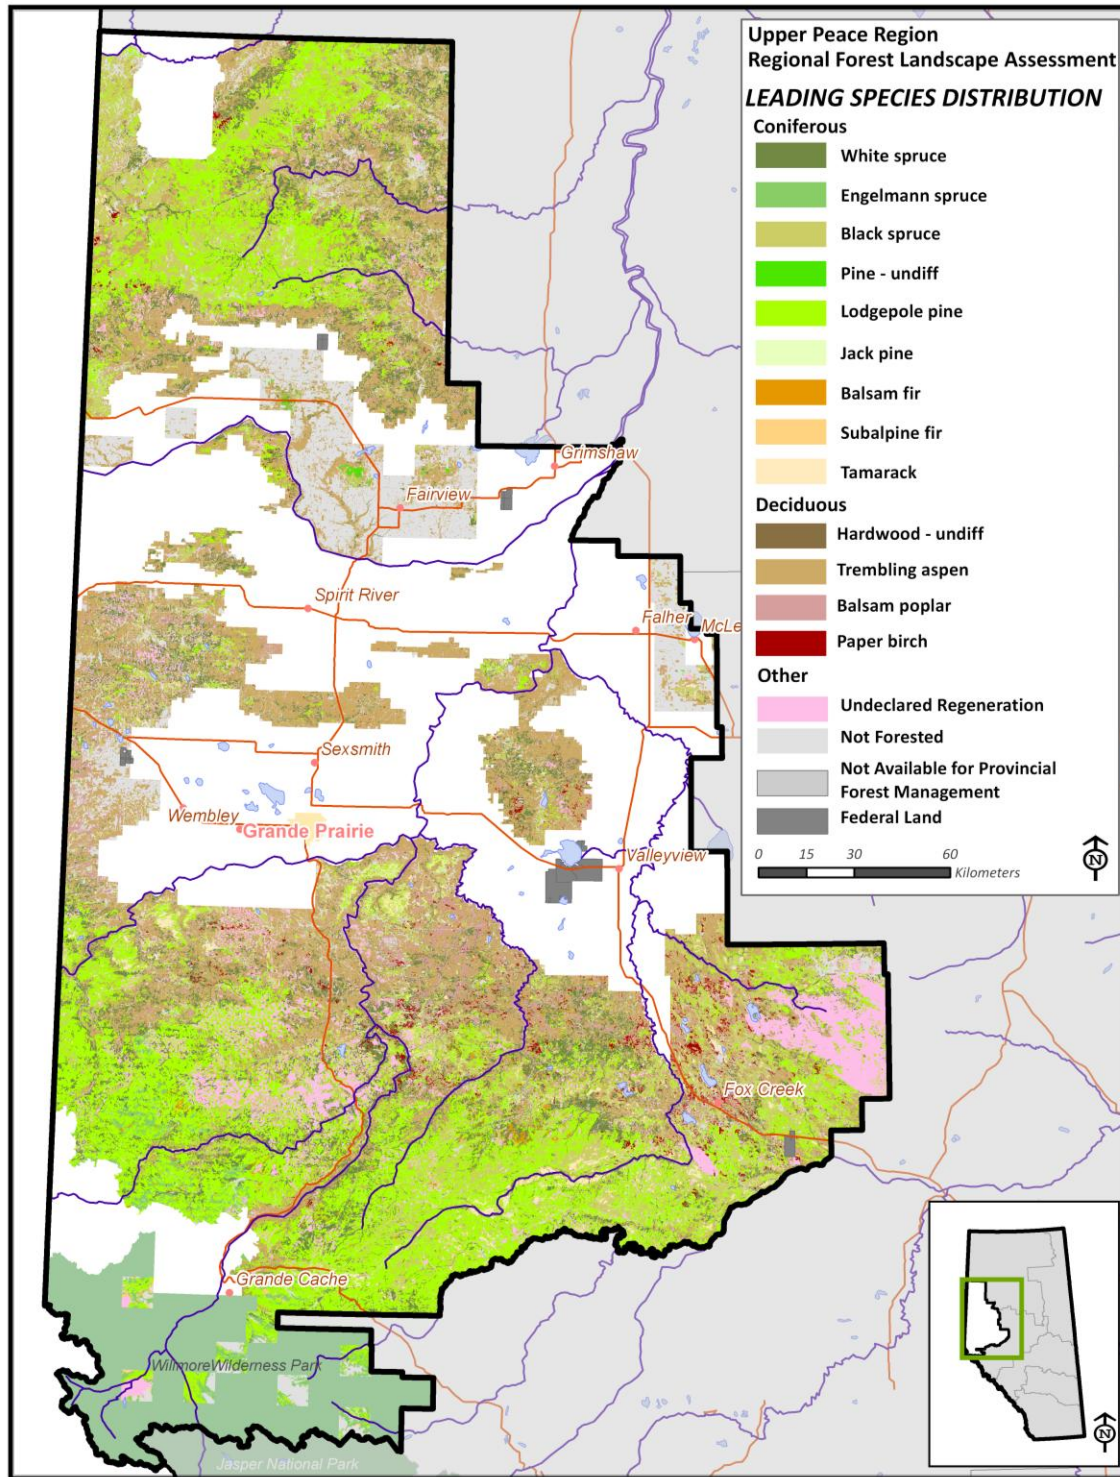 Upper Peace Region
Regional Forest Landscape Assessment
LEADING SPECIES DISTRIBUTION
Coniferous
White spruce
Engelmann spruce
Black spruce
Pine - undiff
Lodgepole pine
Jack pine
Balsam fir
Subalpine fir
Tamarack
Deciduous
Hardwood - undiff
Trembling aspen
Balsam poplar
Paper birch
Other
Undeclared Regeneration
Not Forested
Not Available for Provincial
Forest Management
Federal Land
0 15 30 60
Kilometers
N
Grimshaw
Fairview
Spirit River
Falher
McLe
Sexsmith
Wembley
Grande Prairie
Valleyview
Fox Creek
Grande Cache
WillmoreWilderness Park
Jasper National Park
N